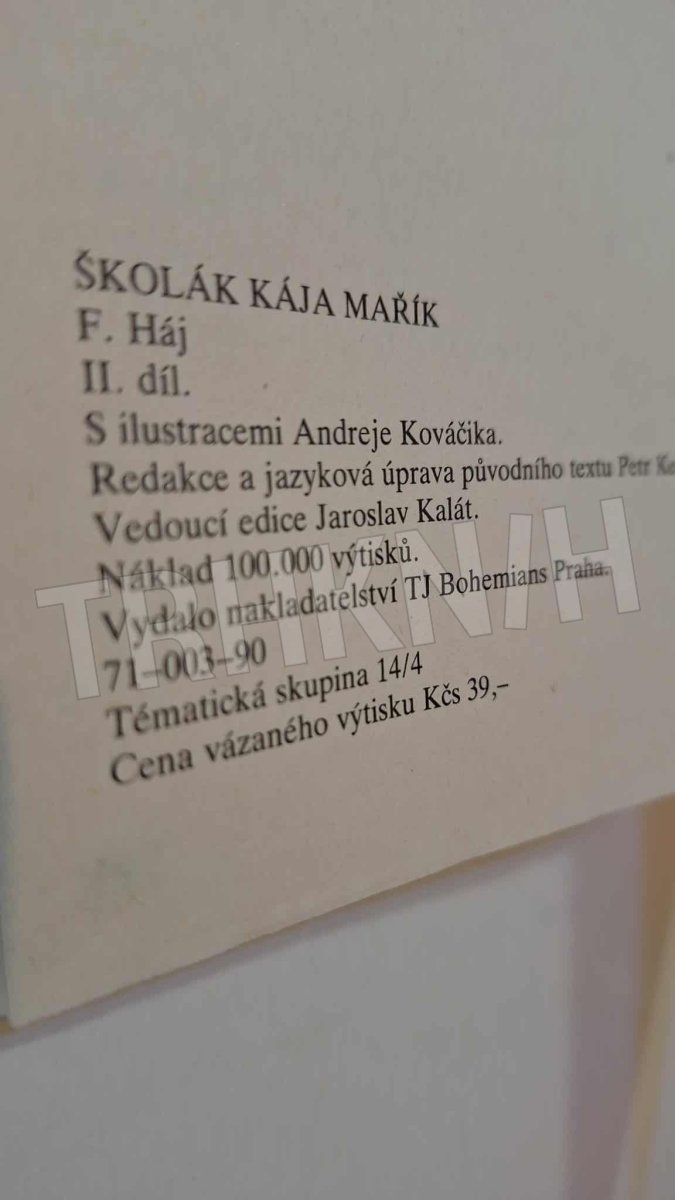 ŠKOLÁK KÁJA MAŘÍK
F. Háj
II. díl.
S ilustracemi Andreje Kováčika.
Redakce a jazyková úprava původního textu Petr
Vedoucí edice Jaroslav Kalát.
Náklad 100.000 výtisků.
Vydalo nakladatelství TJ Bohemians Praha.
71–003–90
Tématická skupina 14/4
Cena vázaného výtisku Kčs 39,–